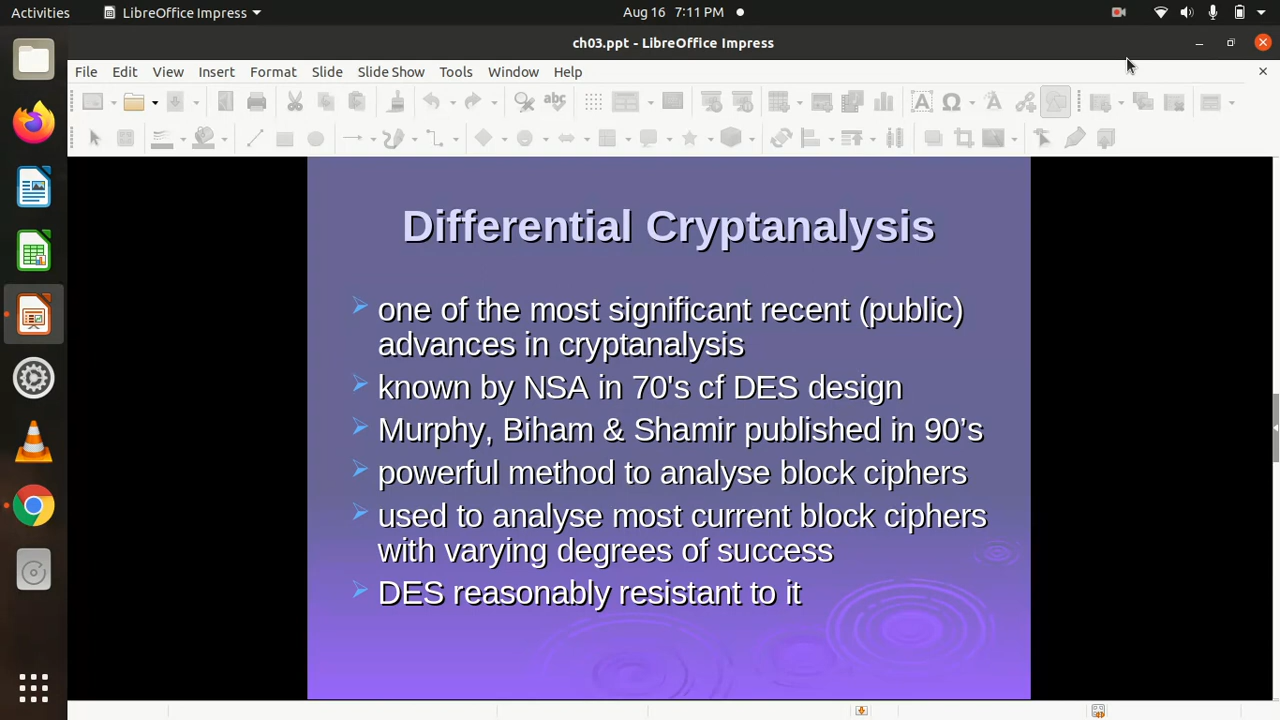 Activities LibreOffice Impress Aug 16 7:11 PM
ch03.ppt - LibreOffice Impress
File Edit View Insert Format Slide Slide Show Tools Window Help
Differential Cryptanalysis
one of the most significant recent (public)
advances in cryptanalysis
known by NSA in 70's cf DES design
Murphy, Biham & Shamir published in 90’s
powerful method to analyse block ciphers
used to analyse most current block ciphers
with varying degrees of success
DES reasonably resistant to it